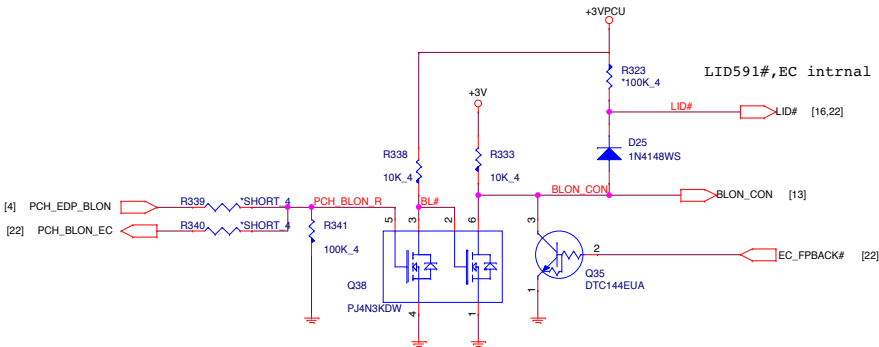 +3VPCU
R323
*100K_4
LID591#,EC intrnal
+3V
LID#
LID# [16,22]
D25
1N4148WS
R338
10K_4
R333
10K_4
[4] PCH_EDP_BLON
R339
*SHORT_4
PCH_BLON_R
BL#
BLON_CON
BLON_CON [13]
[22] PCH_BLON_EC
R340
*SHORT_4
R341
100K_4
5
3
2
6
3
2
EC_FPBACK# [22]
Q38
PJ4N3KDW
4
1
1
Q35
DTC144EUA